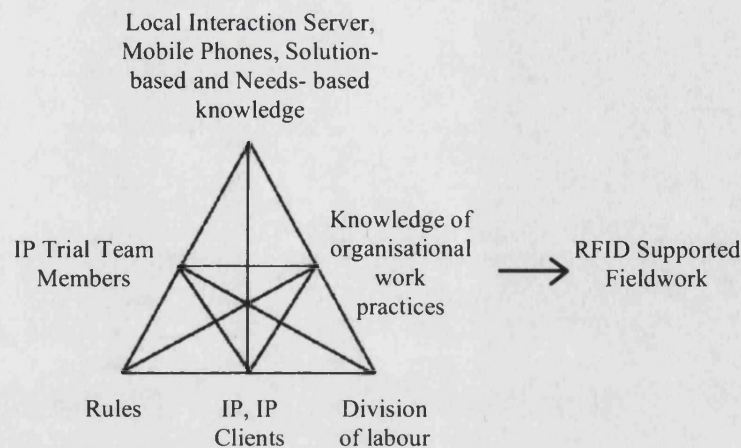 Local Interaction Server,
Mobile Phones, Solution-
based and Needs- based
knowledge
IP Trial Team
Members
Knowledge of
organisational
work
practices
RFID Supported
Fieldwork
Rules
IP, IP
Clients
Division
of labour